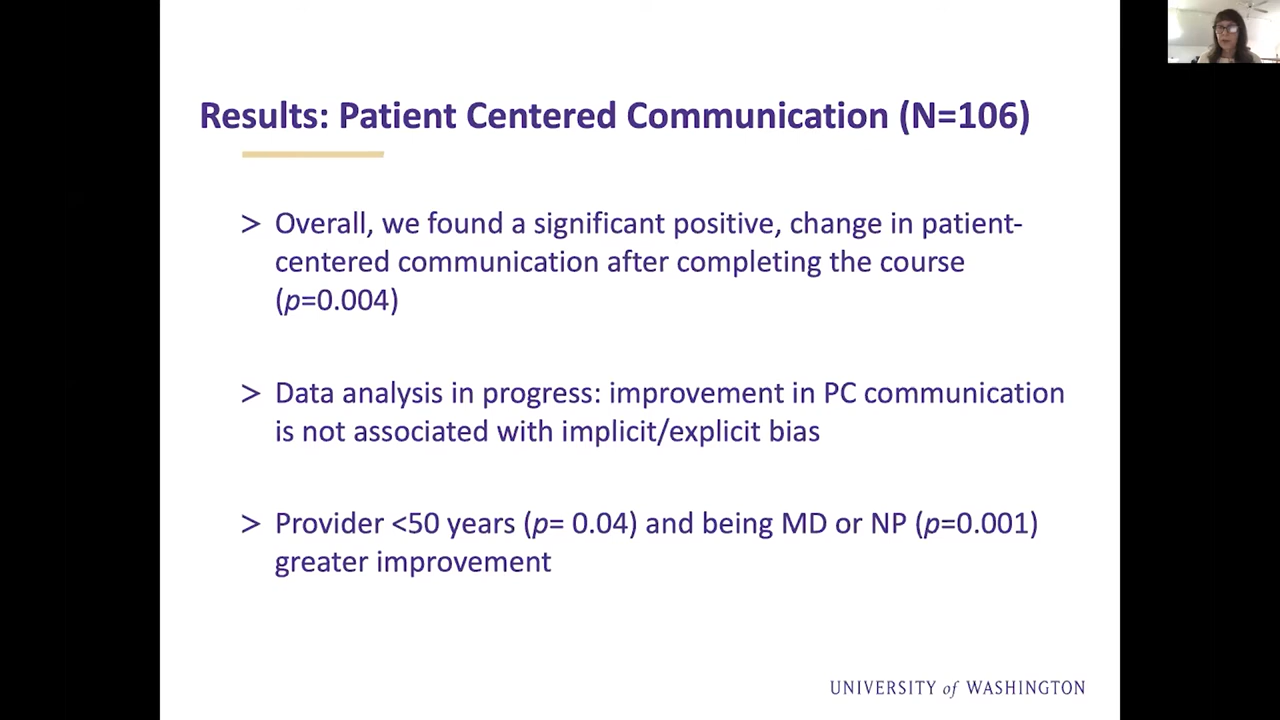 Results: Patient Centered Communication (N=106)
> Overall, we found a significant positive, change in patient-
centered communication after completing the course
(p=0.004)
> Data analysis in progress: improvement in PC communication
is not associated with implicit/explicit bias
> Provider <50 years (p= 0.04) and being MD or NP (p=0.001)
greater improvement
UNIVERSITY of WASHINGTON